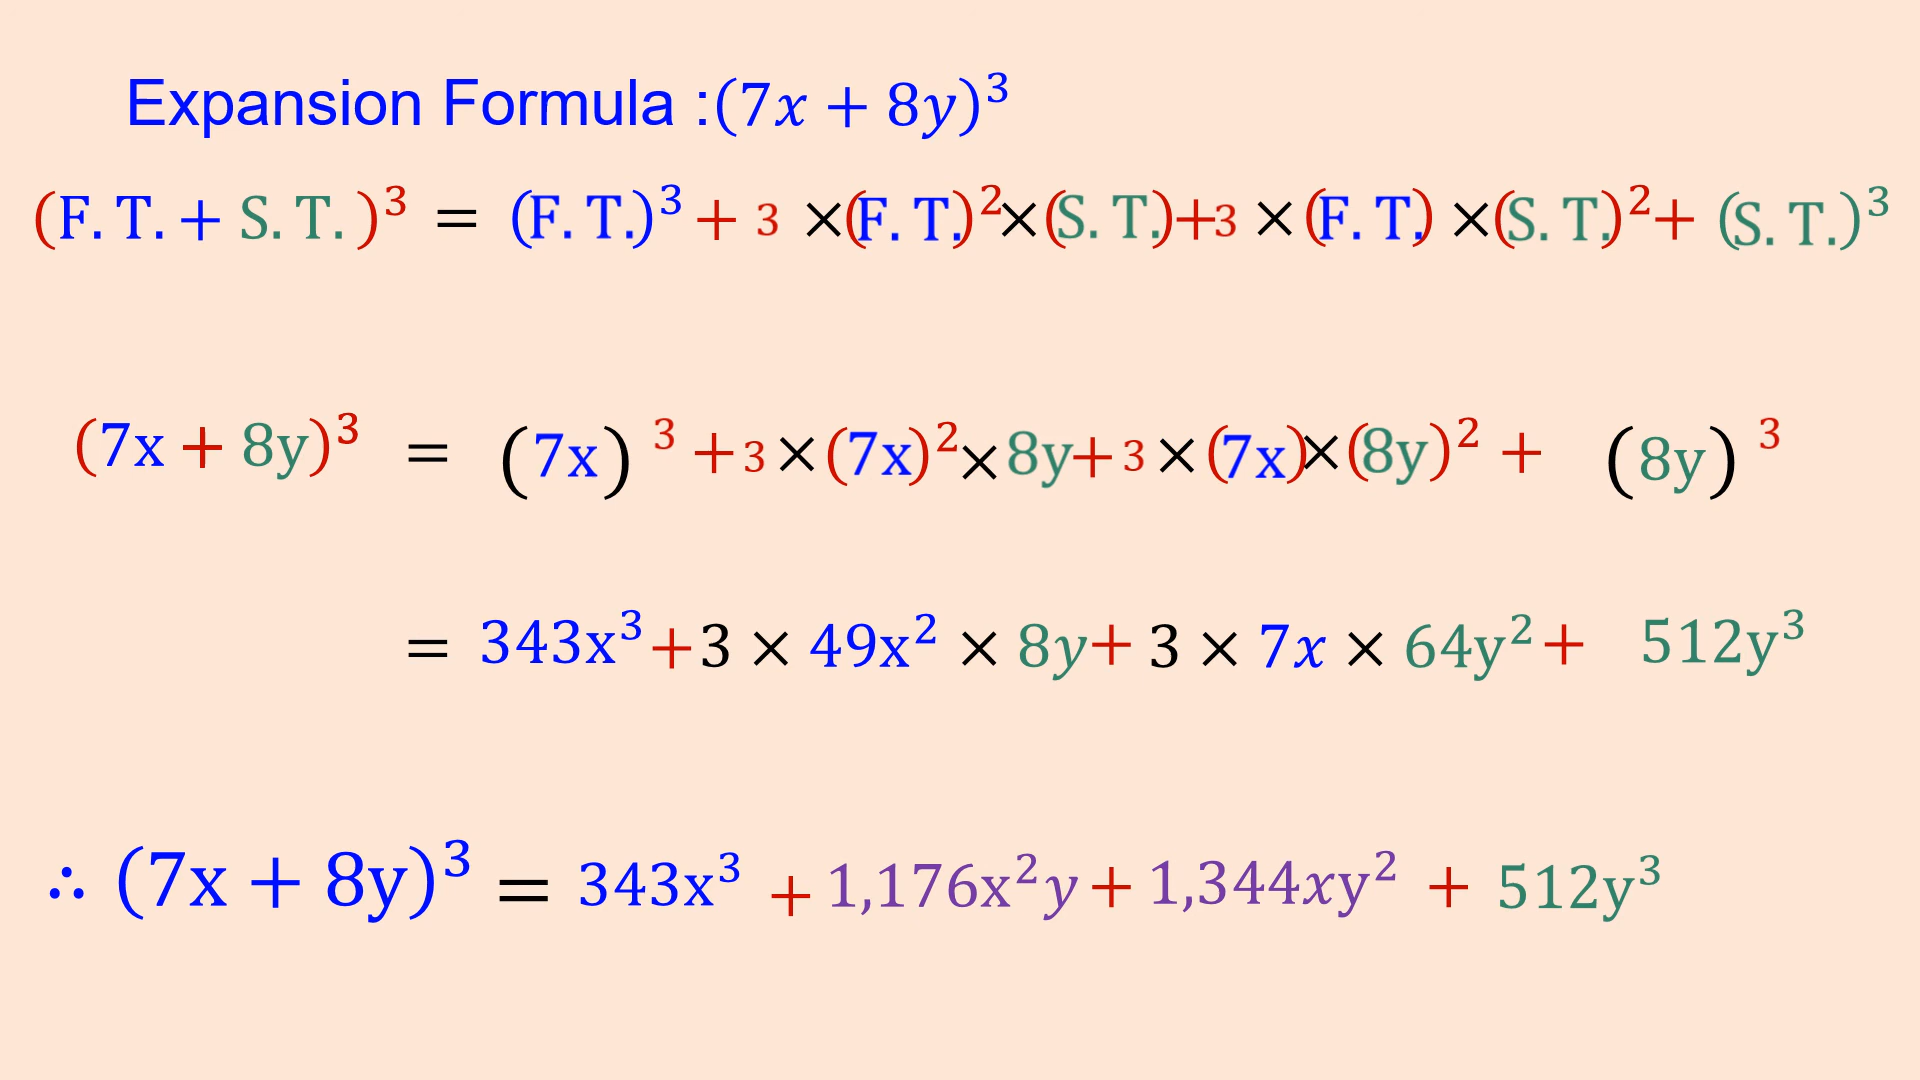 Expansion Formula :(7x + 8y)³
(F. T. + S. T. )³ = (F. T.)³ + 3 ×(F. T.)²×(S. T.)+3 ×(F. T.) ×(S. T.)²+ (S. T.)³
(7x + 8y)³ = (7x) ³ +3×(7x)²×8y+3×(7x)×(8y)² + (8y) ³
= 343x³+3 × 49x² × 8y+ 3 × 7x × 64y²+ 512y³
∴ (7x + 8y)³ = 343x³ +1,176x²y+1,344xy² + 512y³